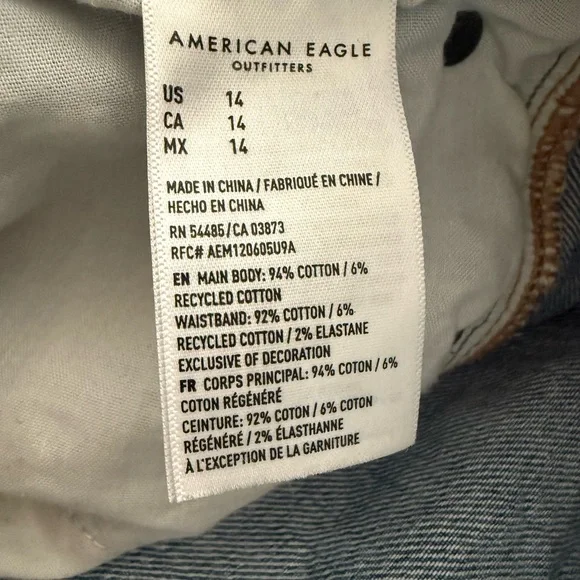 AMERICAN EAGLE
OUTFITTERS
US 14
CA 14
MX 14
MADE IN CHINA / FABRIQUÉ EN CHINE /
HECHO EN CHINA
RN 54485/CA 03873
RFC# AEM120605U9A
EN MAIN BODY: 94% COTTON / 6%
RECYCLED COTTON
WAISTBAND: 92% COTTON / 6%
RECYCLED COTTON / 2% ELASTANE
EXCLUSIVE OF DECORATION
FR CORPS PRINCIPAL: 94% COTON / 6%
COTON RÉGÉNÉRÉ
CEINTURE: 92% COTON / 6% COTON
RÉGÉNÉRÉ / 2% ÉLASTHANNE
À L'EXCEPTION DE LA GARNITURE